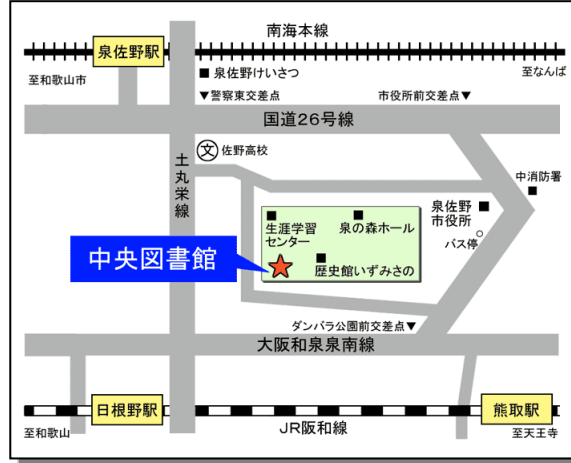 南海本線
泉佐野駅
至和歌山市
泉佐野けいさつ
至なんば
▼警察東交差点
市役所前交差点▼
国道26号線
文
佐野高校
土丸栄線
中消防署
泉佐野
市役所
バス停
生涯学習
センター
泉の森ホール
中央図書館
歴史館いずみさの
ダンバラ公園前交差点▼
大阪和泉泉南線
日根野駅
熊取駅
至和歌山
JR阪和線
至天王寺